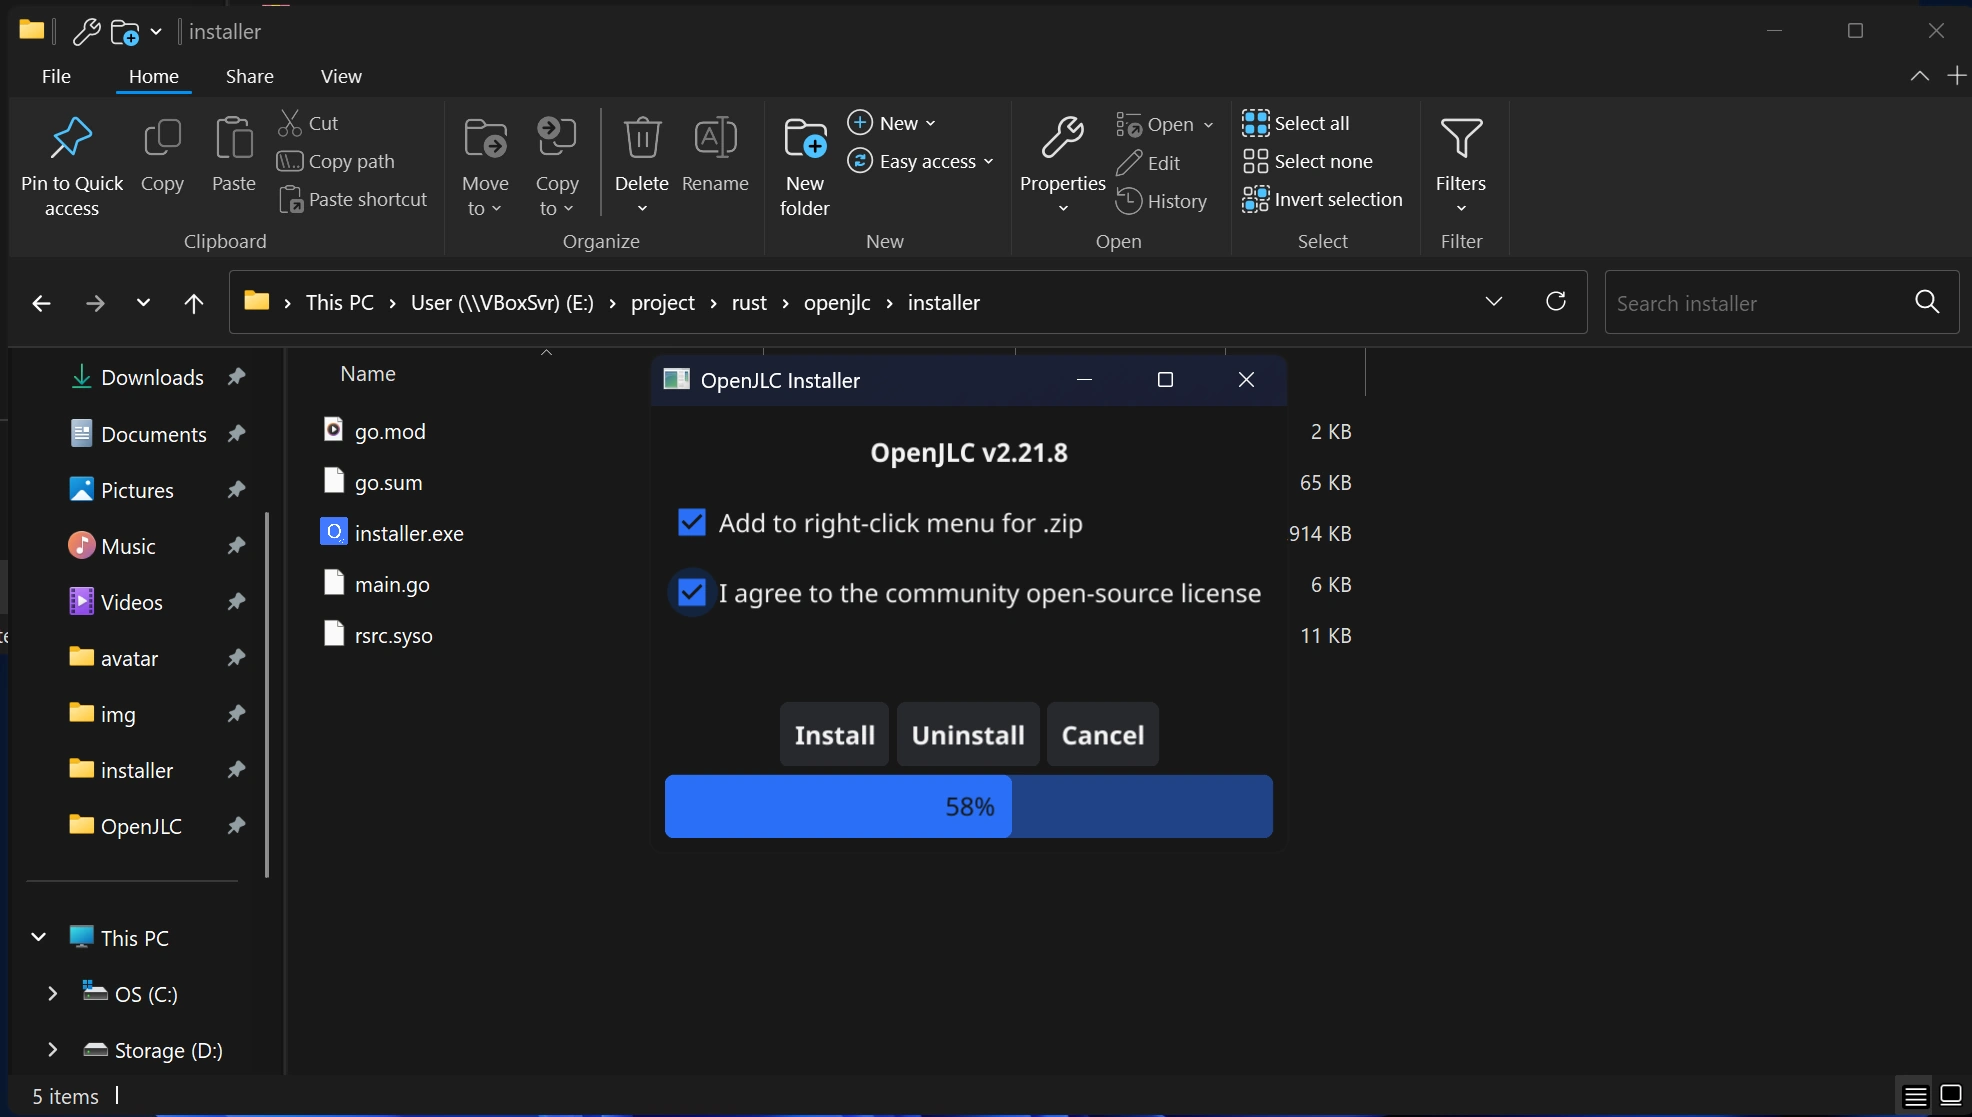 installer
File Home Share View
Pin to Quick access
Copy
Paste
Cut
Copy path
Paste shortcut
Clipboard
Move to
Copy to
Delete
Rename
Organize
New folder
New
Easy access
New
Properties
Open
Edit
History
Open
Select all
Select none
Invert selection
Select
Filters
Filter
This PC › User (\\VBoxSvr) (E:) › project › rust › openjlc › installer
Search installer
Downloads
Documents
Pictures
Music
Videos
avatar
img
installer
OpenJLC
This PC
OS (C:)
Storage (D:)
Name
go.mod 2 KB
go.sum 65 KB
installer.exe 914 KB
main.go 6 KB
rsrc.syso 11 KB
OpenJLC Installer
OpenJLC v2.21.8
Add to right-click menu for .zip
I agree to the community open-source license
Install Uninstall Cancel
58%
5 items